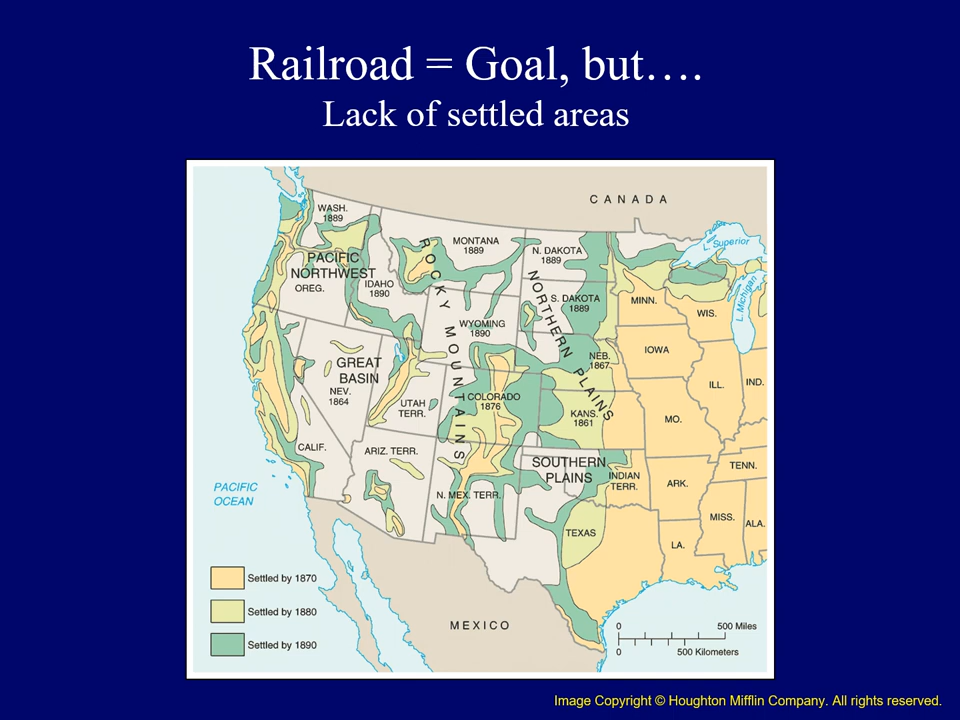 Railroad = Goal, but….
Lack of settled areas
CANADA
WASH.
1889
MONTANA
1889
N. DAKOTA
1889
L. Superior
PACIFIC
NORTHWEST
OREG.
IDAHO
1890
ROCKY MOUNTAINS
NORTHERN PLAINS
S. DAKOTA
1889
MINN.
WIS.
L. Michigan
WYOMING
1890
GREAT
BASIN
NEV.
1864
UTAH
TERR.
COLORADO
1876
NEB.
1867
IOWA
ILL.
IND.
KANS.
1861
MO.
CALIF.
ARIZ. TERR.
N. MEX. TERR.
SOUTHERN
PLAINS
INDIAN
TERR.
ARK.
TENN.
MISS.
ALA.
PACIFIC
OCEAN
TEXAS
LA.
MEXICO
Settled by 1870
Settled by 1880
Settled by 1890
0 500 Miles
0 500 Kilometers
Image Copyright © Houghton Mifflin Company. All rights reserved.